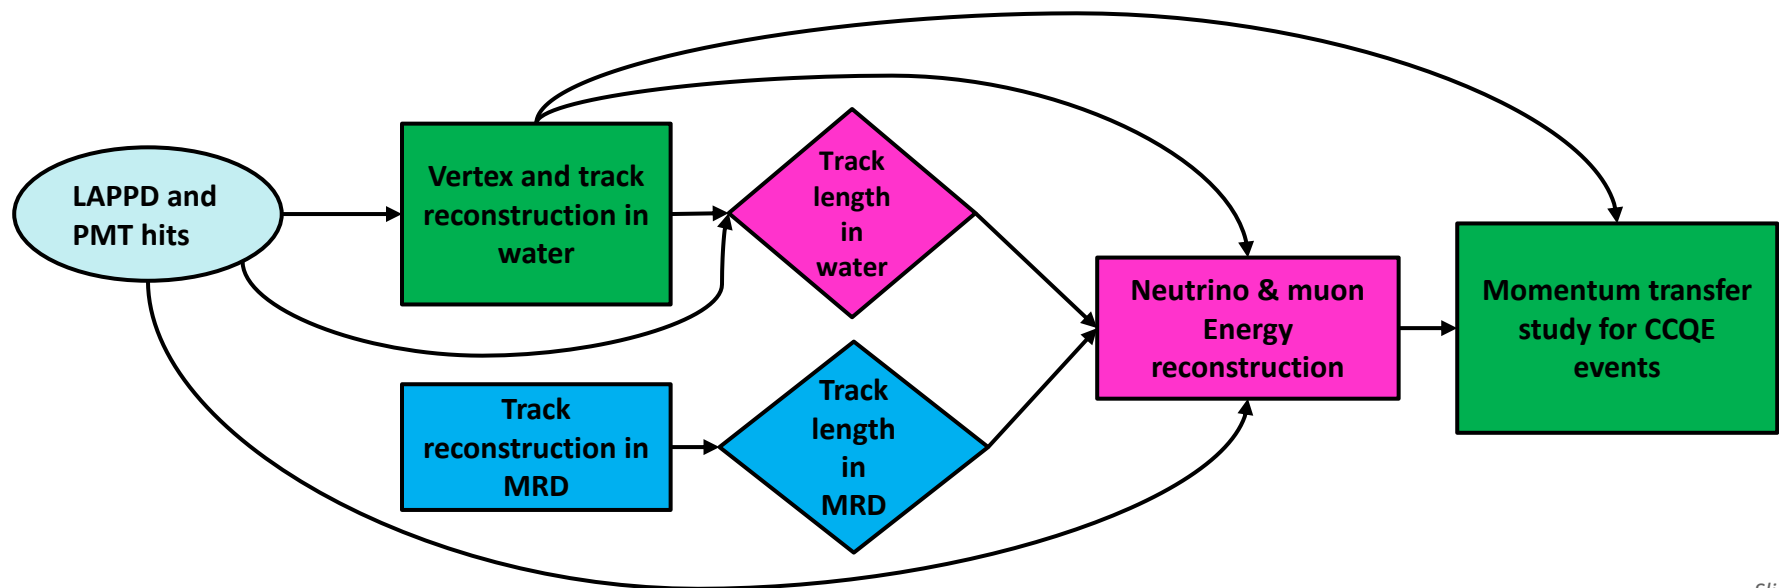 LAPPD and
PMT hits
Vertex and track
reconstruction in
water
Track
length
in
water
Track
reconstruction in
MRD
Track
length
in
MRD
Neutrino & muon
Energy
reconstruction
Momentum transfer
study for CCQE
events